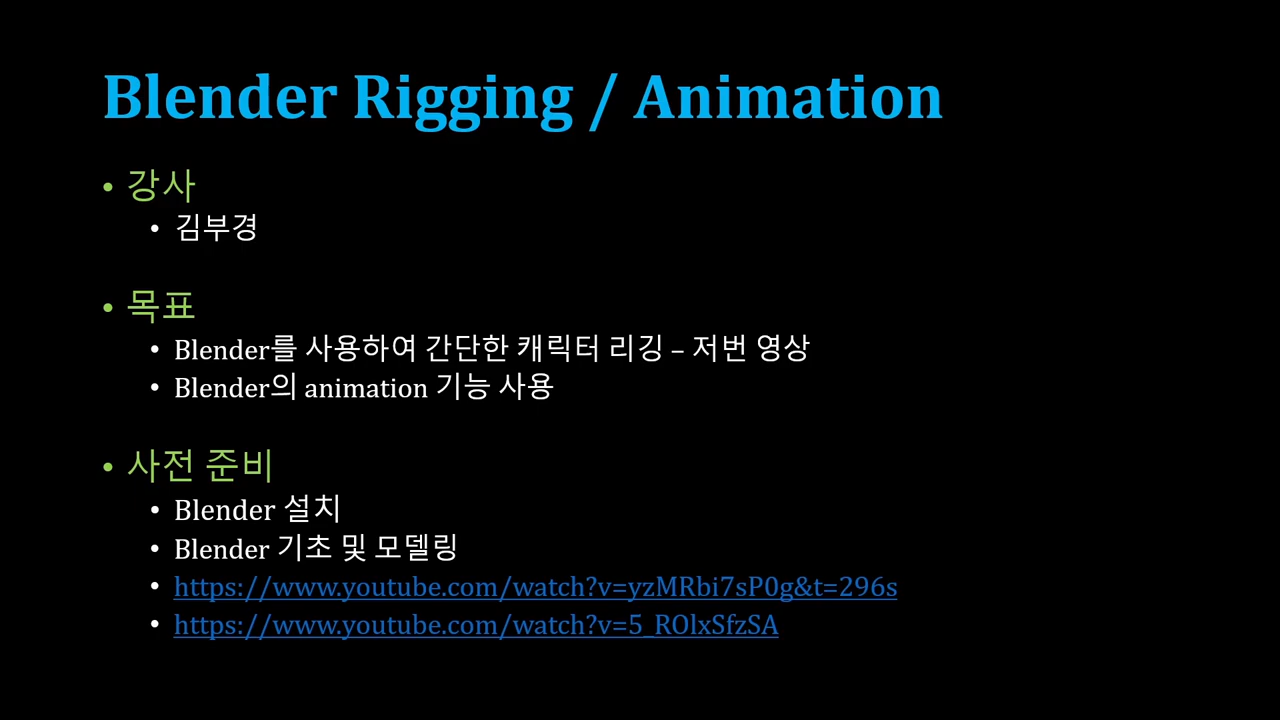 Blender Rigging / Animation
• 강사
• 김부경
• 목표
• Blender를 사용하여 간단한 캐릭터 리깅 – 저번 영상
• Blender의 animation 기능 사용
• 사전 준비
• Blender 설치
• Blender 기초 및 모델링
• https://www.youtube.com/watch?v=yzMRbi7sP0g&t=296s
• https://www.youtube.com/watch?v=5_ROlxSfzSA